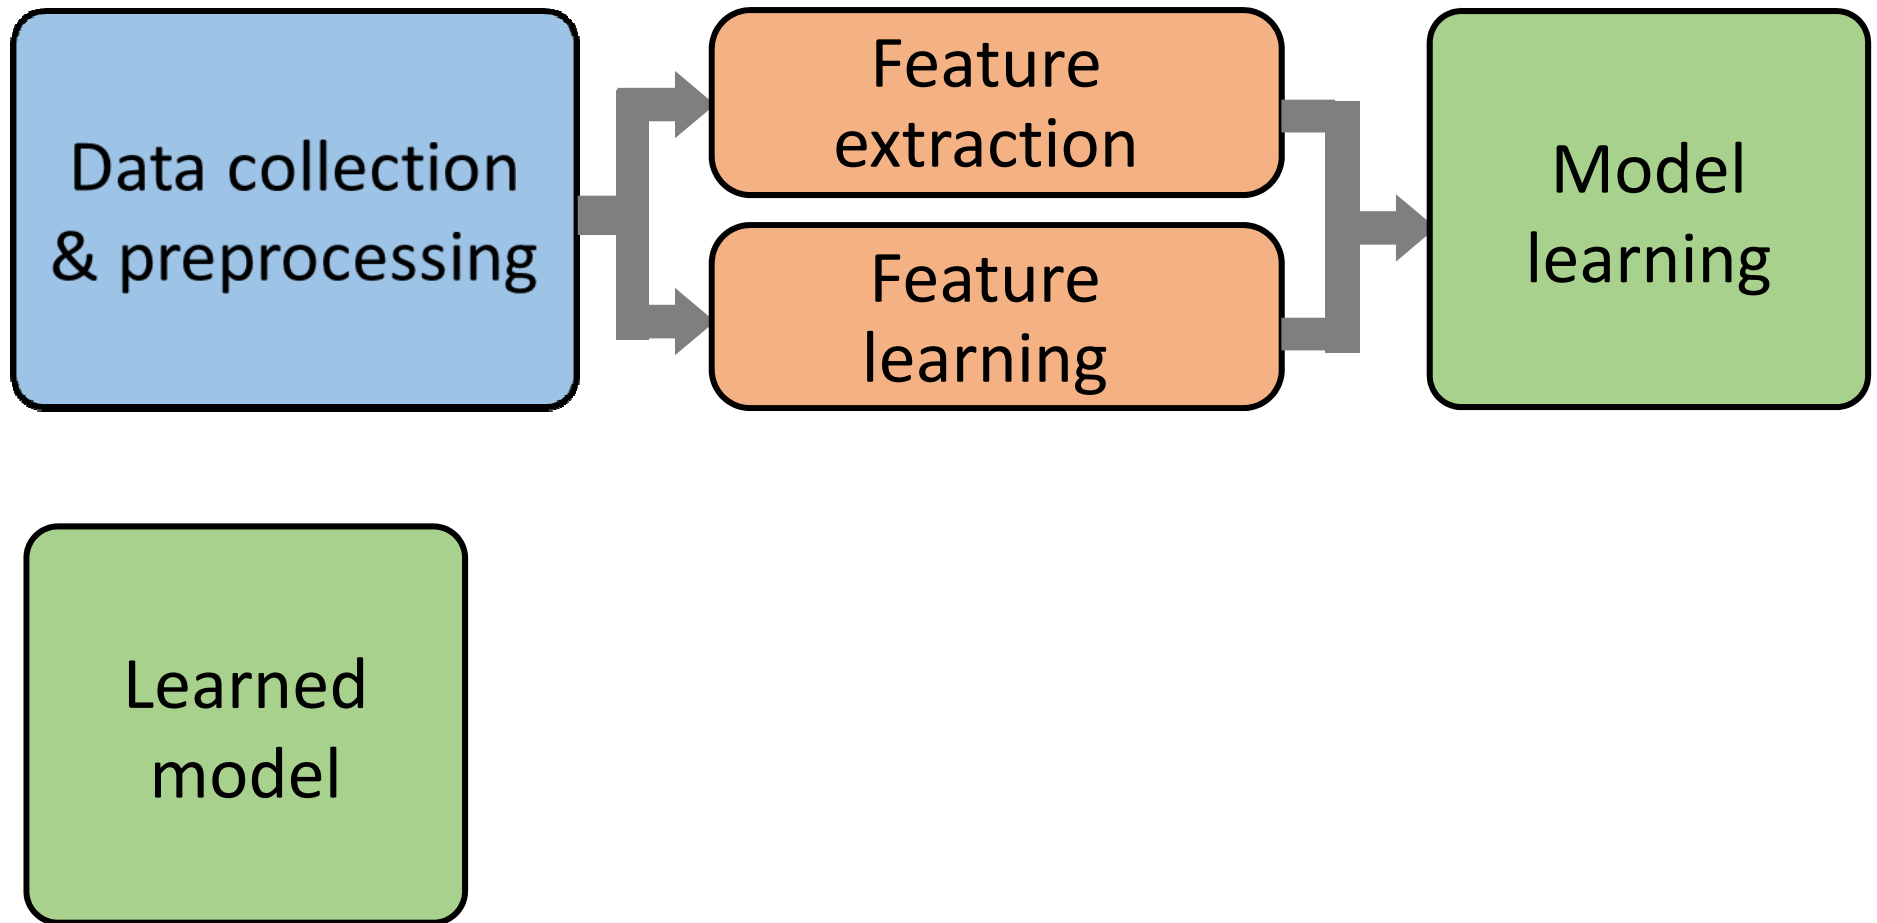 Data collection
& preprocessing
Feature
extraction
Feature
learning
Model
learning
Learned
model